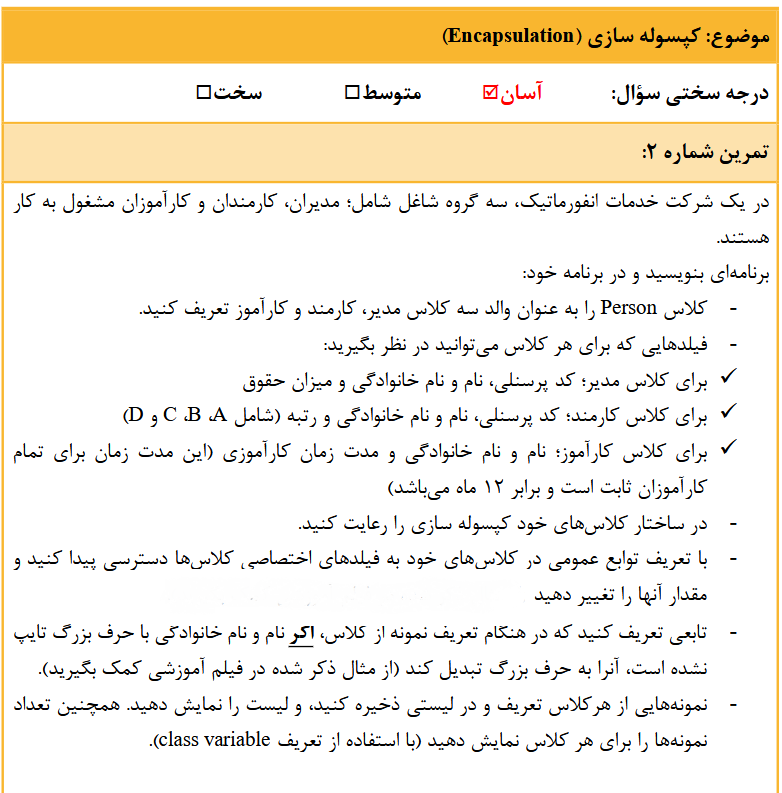 موضوع: کپسوله سازی (Encapsulation)
درجه سختی سؤال: آسان☑ متوسط☐ سخت☐
تمرین شماره ۲:
در یک شرکت خدمات انفورماتیک، سه گروه شاغل شامل؛ مدیران، کارمندان و کارآموزان مشغول به کار
هستند.
برنامه‌ای بنویسید و در برنامه خود:
- کلاس Person را به عنوان والد سه کلاس مدیر، کارمند و کارآموز تعریف کنید.
- فیلدهایی که برای هر کلاس می‌توانید در نظر بگیرید:
✓ برای کلاس مدیر؛ کد پرسنلی، نام و نام خانوادگی و میزان حقوق
✓ برای کلاس کارمند؛ کد پرسنلی، نام و نام خانوادگی و رتبه (شامل A، B، C و D)
✓ برای کلاس کارآموز؛ نام و نام خانوادگی و مدت زمان کارآموزی (این مدت زمان برای تمام
کارآموزان ثابت است و برابر ۱۲ ماه می‌باشد)
- در ساختار کلاس‌های خود کپسوله سازی را رعایت کنید.
- با تعریف توابع عمومی در کلاس‌های خود به فیلدهای اختصاصی کلاس‌ها دسترسی پیدا کنید و
مقدار آنها را تغییر دهید
- تابعی تعریف کنید که در هنگام تعریف نمونه از کلاس، اگر نام و نام خانوادگی با حرف بزرگ تایپ
نشده است، آنرا به حرف بزرگ تبدیل کند (از مثال ذکر شده در فیلم آموزشی کمک بگیرید).
- نمونه‌هایی از هرکلاس تعریف و در لیستی ذخیره کنید، و لیست را نمایش دهید. همچنین تعداد
نمونه‌ها را برای هر کلاس نمایش دهید (با استفاده از تعریف class variable).